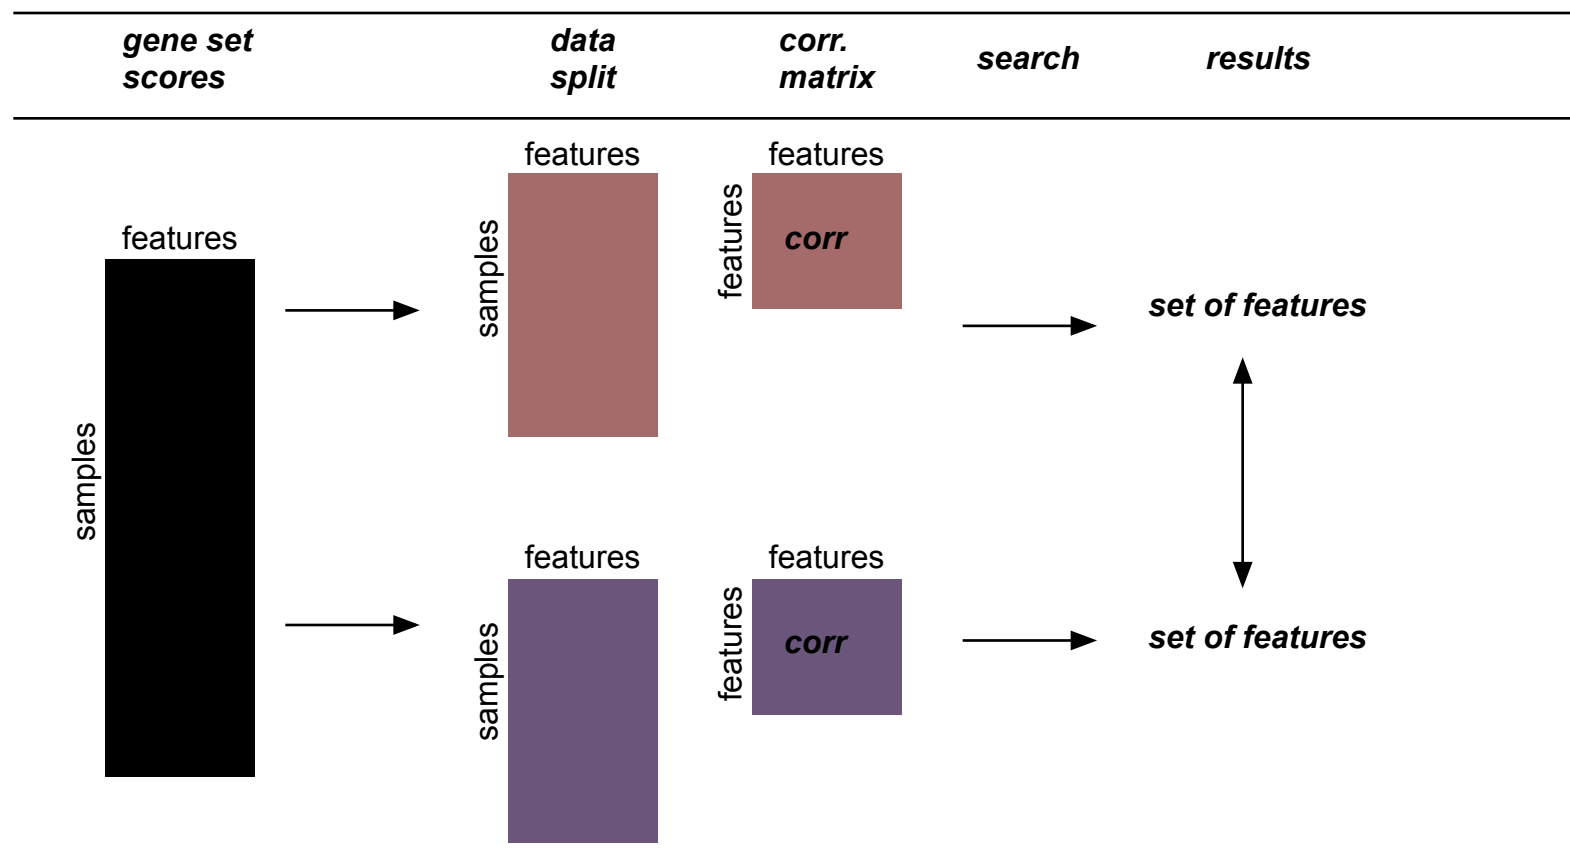 gene set
scores
data
split
corr.
matrix
search
results
features
samples
features
samples
features
features
corr
set of features
features
samples
features
features
corr
set of features